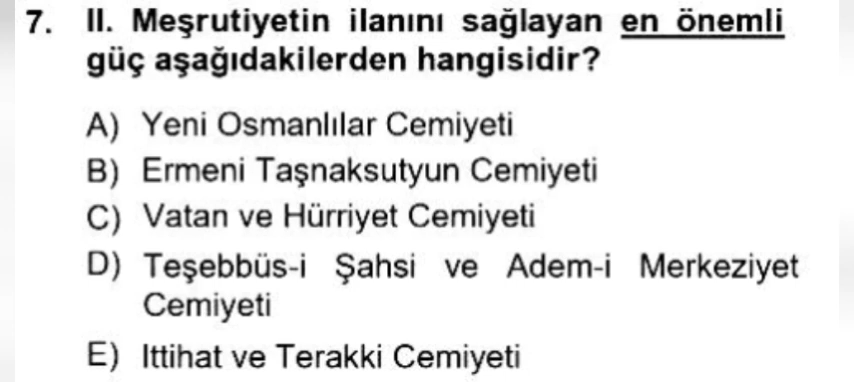 7. II. Meşrutiyetin ilanını sağlayan en önemli
güç aşağıdakilerden hangisidir?
A) Yeni Osmanlılar Cemiyeti
B) Ermeni Taşnaksutyun Cemiyeti
C) Vatan ve Hürriyet Cemiyeti
D) Teşebbüs-i Şahsi ve Adem-i Merkeziyet
Cemiyeti
E) Ittihat ve Terakki Cemiyeti